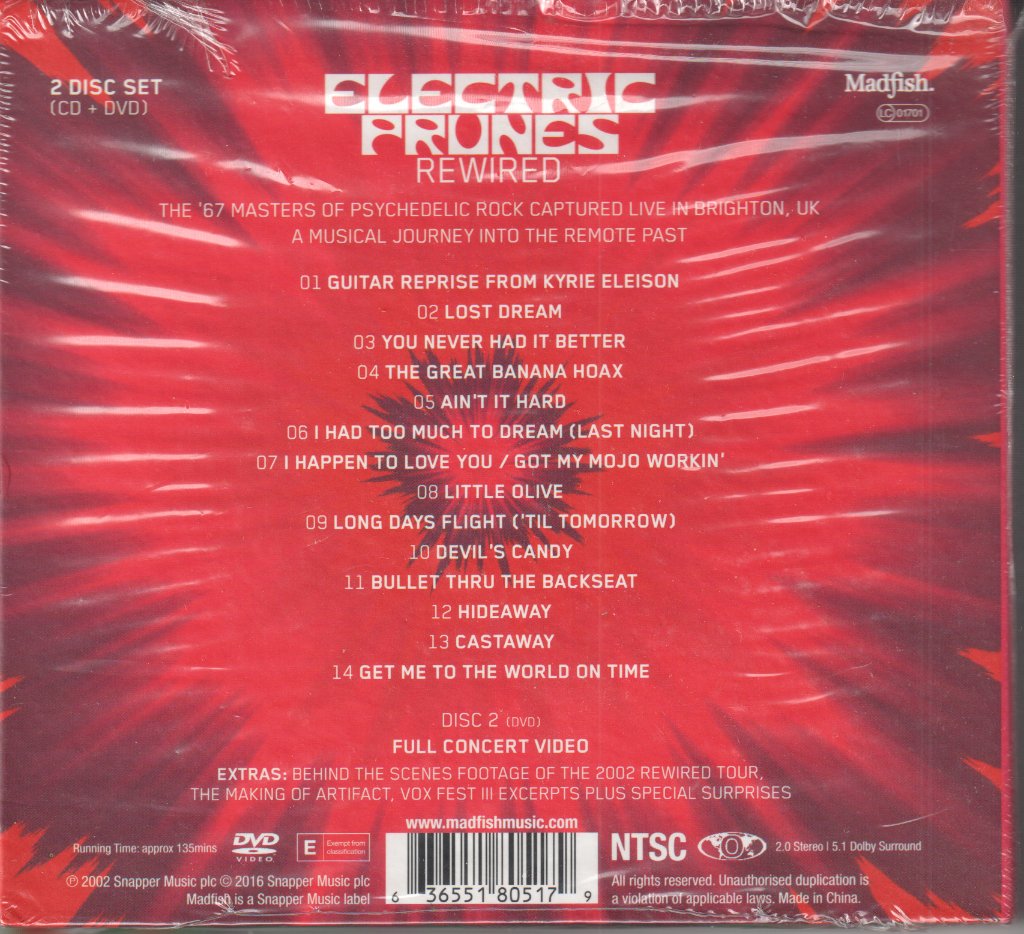 2 DISC SET
(CD + DVD)
ELECTRIC
PRUNES
REWIRED
Madfish.
LC 01701
THE '67 MASTERS OF PSYCHEDELIC ROCK CAPTURED LIVE IN BRIGHTON, UK
A MUSICAL JOURNEY INTO THE REMOTE PAST
01 GUITAR REPRISE FROM KYRIE ELEISON
02 LOST DREAM
03 YOU NEVER HAD IT BETTER
04 THE GREAT BANANA HOAX
05 AIN'T IT HARD
06 I HAD TOO MUCH TO DREAM (LAST NIGHT)
07 I HAPPEN TO LOVE YOU / GOT MY MOJO WORKIN'
08 LITTLE OLIVE
09 LONG DAYS FLIGHT ('TIL TOMORROW)
10 DEVIL'S CANDY
11 BULLET THRU THE BACKSEAT
12 HIDEAWAY
13 CASTAWAY
14 GET ME TO THE WORLD ON TIME
DISC 2 (DVD)
FULL CONCERT VIDEO
EXTRAS: BEHIND THE SCENES FOOTAGE OF THE 2002 REWIRED TOUR,
THE MAKING OF ARTIFACT, VOX FEST III EXCERPTS PLUS SPECIAL SURPRISES
www.madfishmusic.com
Running Time: approx 135mins
DVD
VIDEO
E Exempt from
classification
NTSC
0
2.0 Stereo | 5.1 Dolby Surround
℗ 2002 Snapper Music plc © 2016 Snapper Music plc
Madfish is a Snapper Music label
6 36551 80517 9
All rights reserved. Unauthorised duplication is
a violation of applicable laws. Made in China.